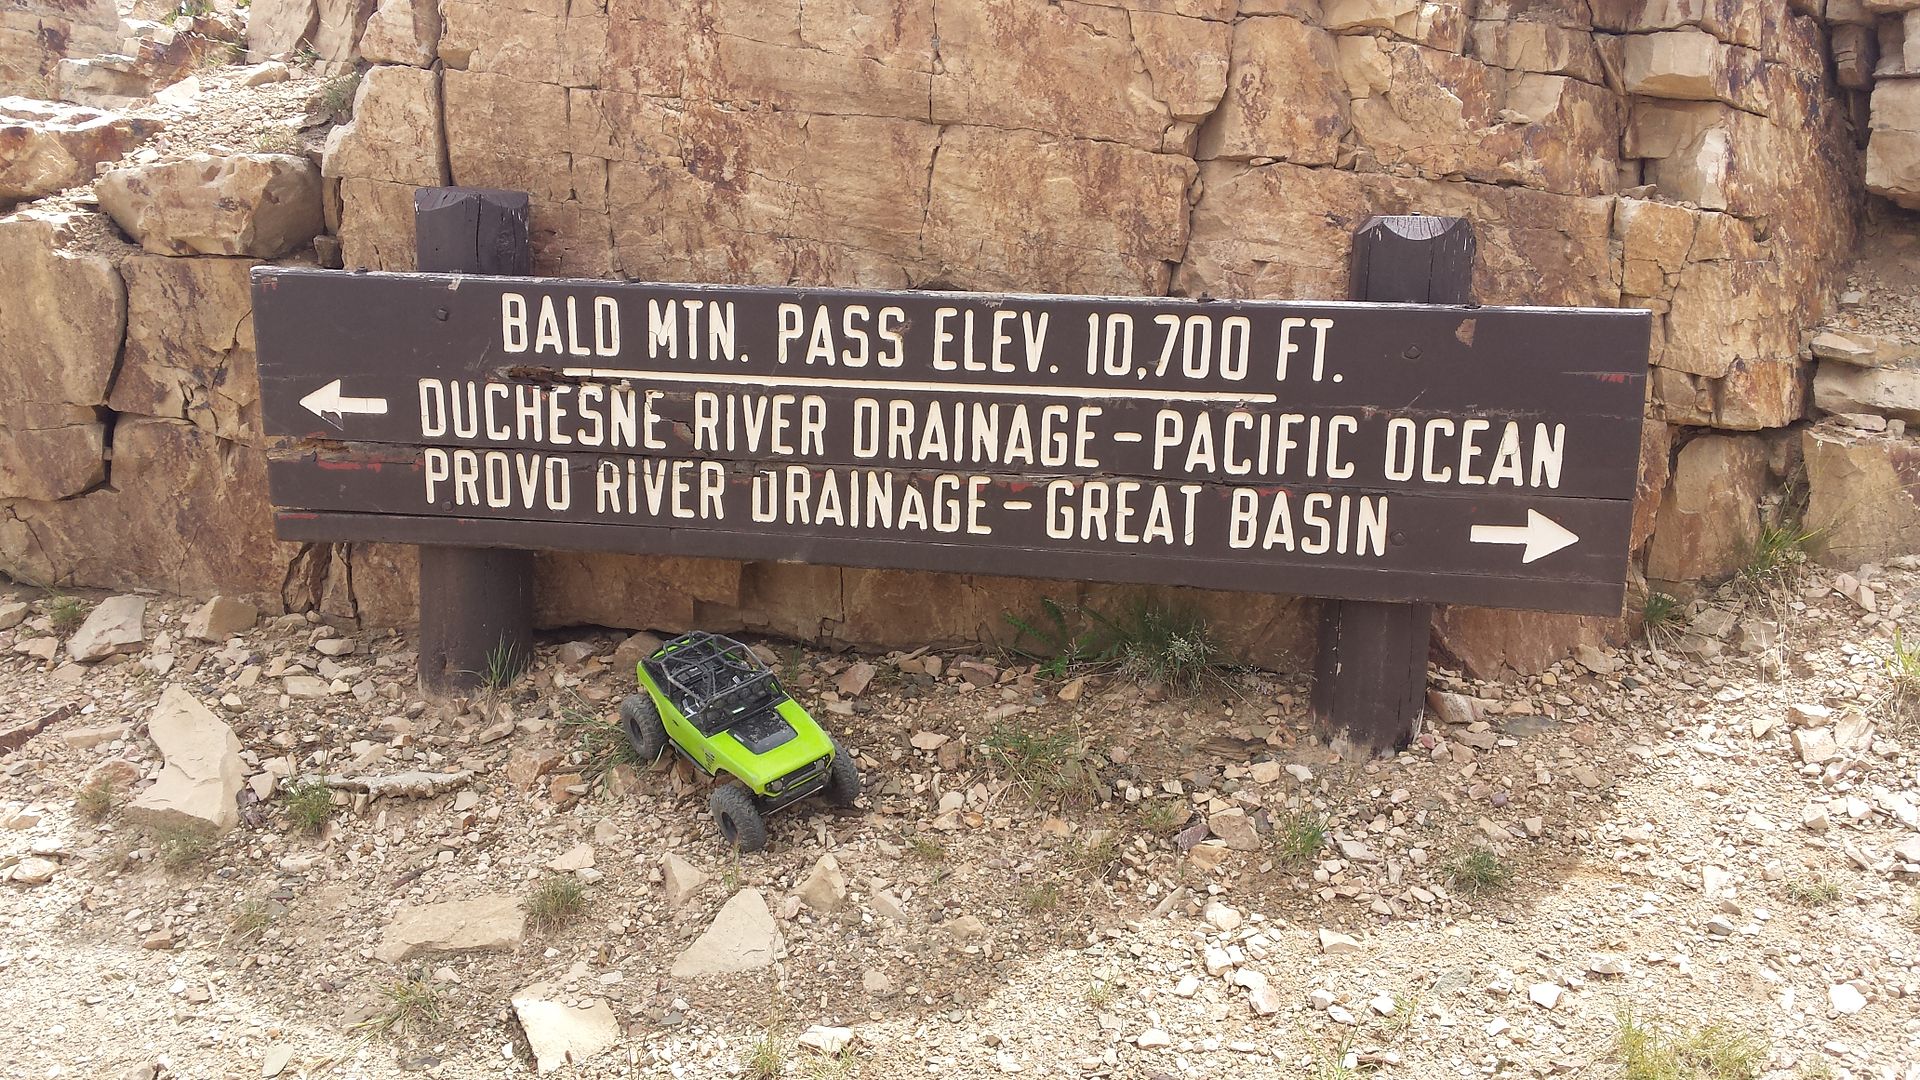 BALD MTN. PASS ELEV. 10,700 FT.
DUCHESNE RIVER DRAINAGE - PACIFIC OCEAN
PROVO RIVER DRAINAGE - GREAT BASIN